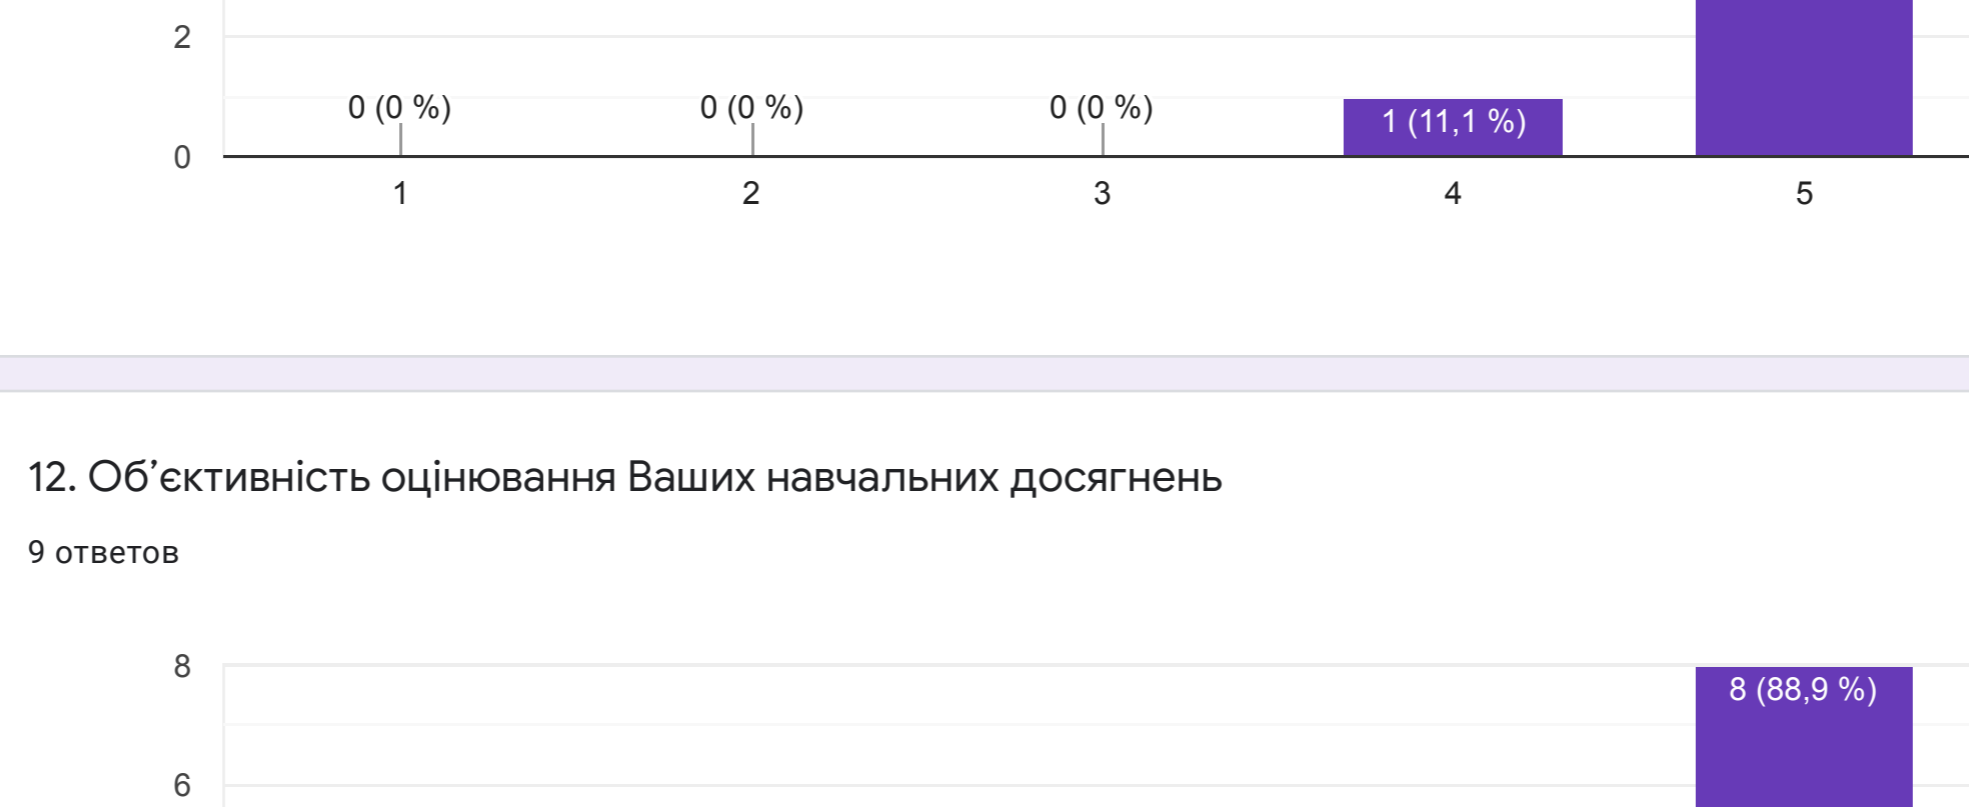 2
0 (0 %) 0 (0 %) 0 (0 %) 1 (11,1 %)
0
1 2 3 4 5
12. Об’єктивність оцінювання Ваших навчальних досягнень
9 ответов
8
8 (88,9 %)
6